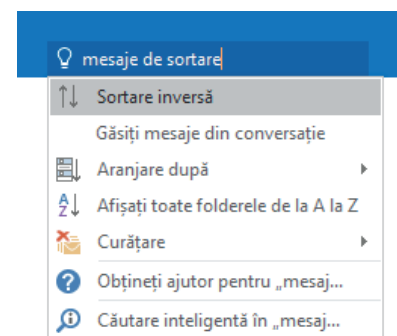 mesaje de sortare
Sortare inversă
Găsiți mesaje din conversație
Aranjare după
Afișați toate folderele de la A la Z
Curățare
Obțineți ajutor pentru „mesaj...
Căutare inteligentă în „mesaj...